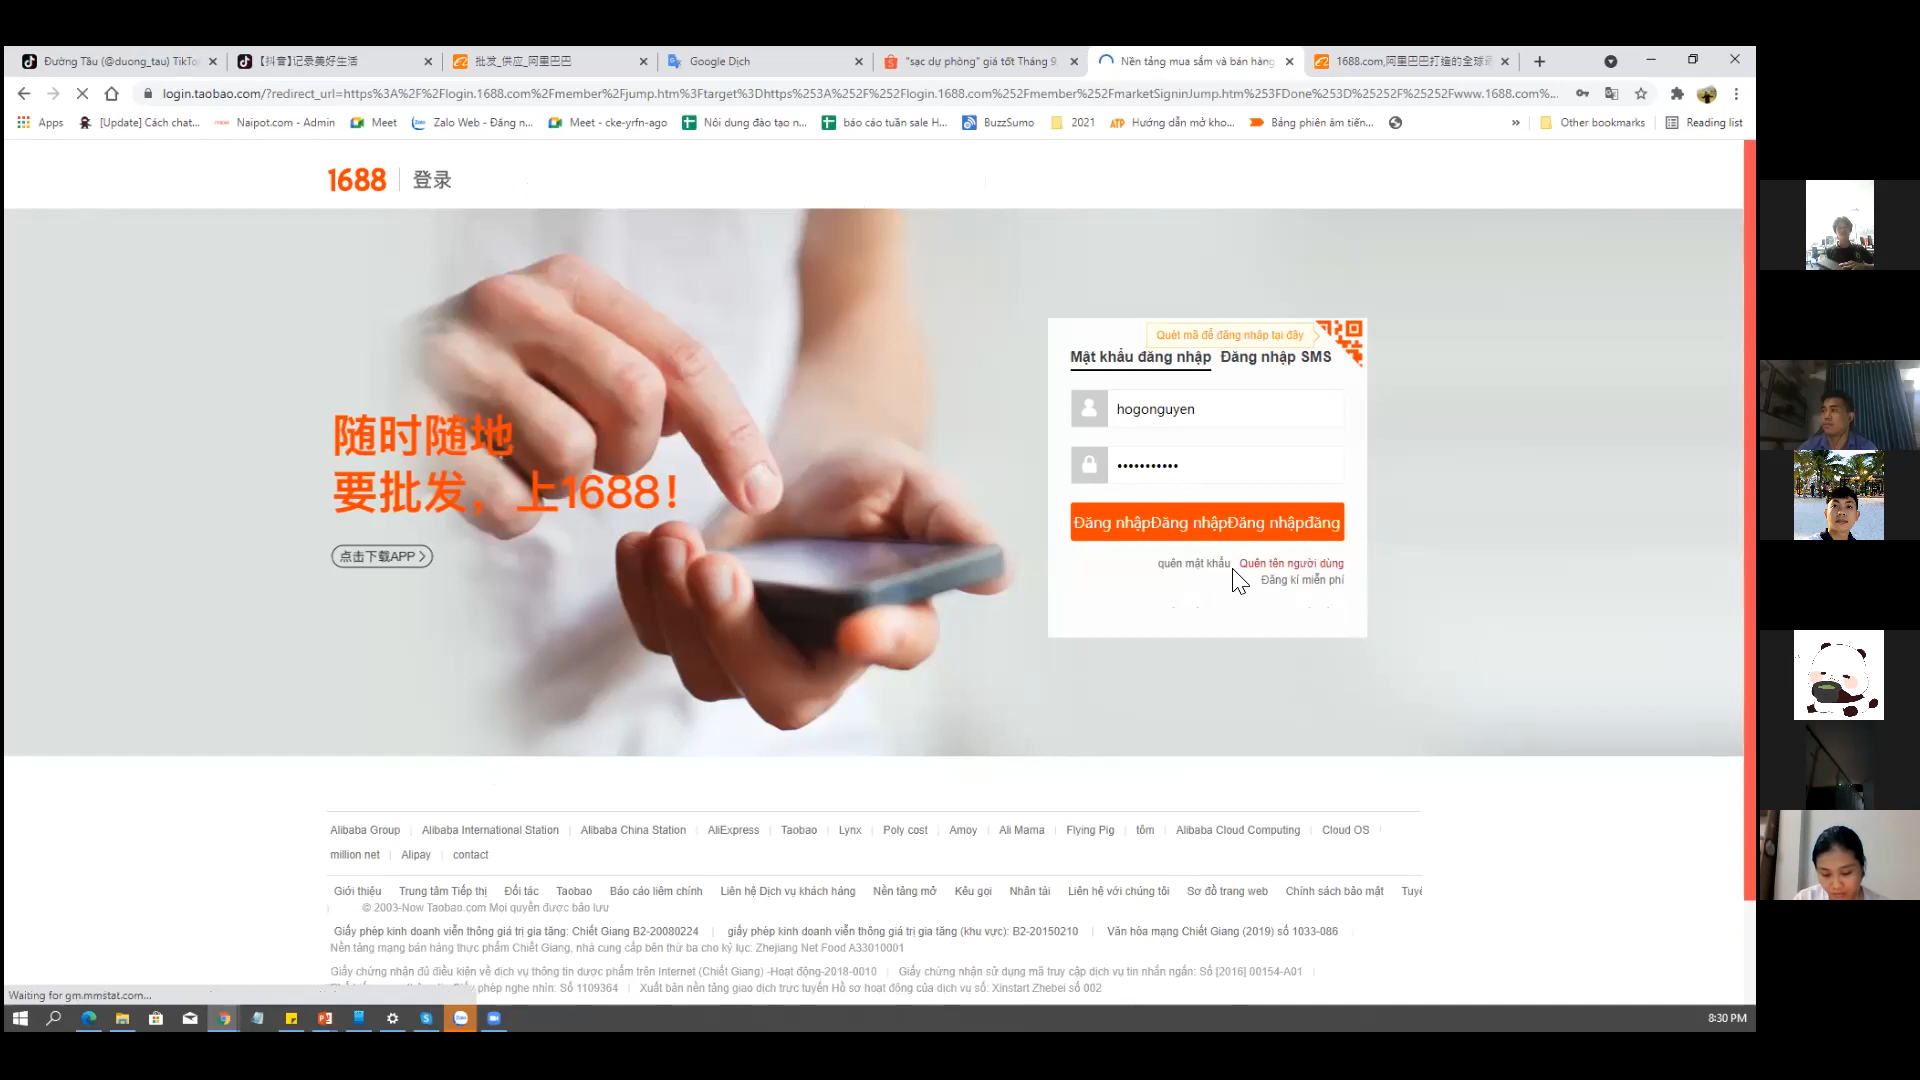 Đường Tàu (@duong_tau) TikTo
【抖音】记录美好生活
批发_供应_阿里巴巴
Google Dịch
"sạc dự phòng" giá tốt Tháng 9,
Nền tảng mua sắm và bán hàng
1688.com,阿里巴巴打造的全球
login.taobao.com/?redirect_url=https%3A%2F%2Flogin.1688.com%2Fmember%2Fjump.htm%3Ftarget%3Dhttps%253A%252F%252Flogin.1688.com%252Fmember%252FmarketSigninJump.htm%253FDone%253D%25252F%25252Fwww.1688.com%...
Apps
[Update] Cách chat...
Naipot.com - Admin
Meet
Zalo Web - Đăng n...
Meet - cke-yrfn-ago
Nội dung đào tạo n...
báo cáo tuần sale H...
BuzzSumo
2021
ATP Hướng dẫn mở kho...
Bảng phiên âm tiến...
»
Other bookmarks
Reading list
1688 登录
Quét mã để đăng nhập tại đây
Mật khẩu đăng nhập Đăng nhập SMS
hogonguyen
•••••••••••
Đăng nhậpĐăng nhậpĐăng nhậpđăng
quên mật khẩu Quên tên người dùng
Đăng kí miễn phí
随时随地
要批发，上1688！
点击下载APP
Alibaba Group | Alibaba International Station | Alibaba China Station | AliExpress | Taobao | Lynx | Poly cost | Amoy | Ali Mama | Flying Pig | tôm | Alibaba Cloud Computing | Cloud OS |
million net | Alipay | contact
Giới thiệu Trung tâm Tiếp thị Đối tác Taobao Báo cáo liêm chính Liên hệ Dịch vụ khách hàng Nền tảng mở Kêu gọi Nhân tài Liên hệ với chúng tôi Sơ đồ trang web Chính sách bảo mật Tuyê
| © 2003-Now Taobao.com Mọi quyền được bảo lưu
Giấy phép kinh doanh viễn thông giá trị gia tăng: Chiết Giang B2-20080224 | giấy phép kinh doanh viễn thông giá trị gia tăng (khu vực): B2-20150210 | Văn hóa mạng Chiết Giang (2019) số 1033-086 |
Nền tảng mạng bán hàng thực phẩm Chiết Giang, nhà cung cấp bên thứ ba cho kỷ lục: Zhejiang Net Food A33010001
Giấy chứng nhận đủ điều kiện về dịch vụ thông tin dược phẩm trên Internet (Chiết Giang) -Hoạt động-2018-0010 | Giấy chứng nhận sử dụng mã truy cập dịch vụ tin nhắn ngắn: Số [2016] 00154-A01 |
phép nghe nhìn: Số 1109364 | Xuất bản nền tảng giao dịch trực tuyến Hồ sơ hoạt động của dịch vụ số: Xinstart Zhebei số 002
Waiting for gm.mmstat.com...
8:30 PM